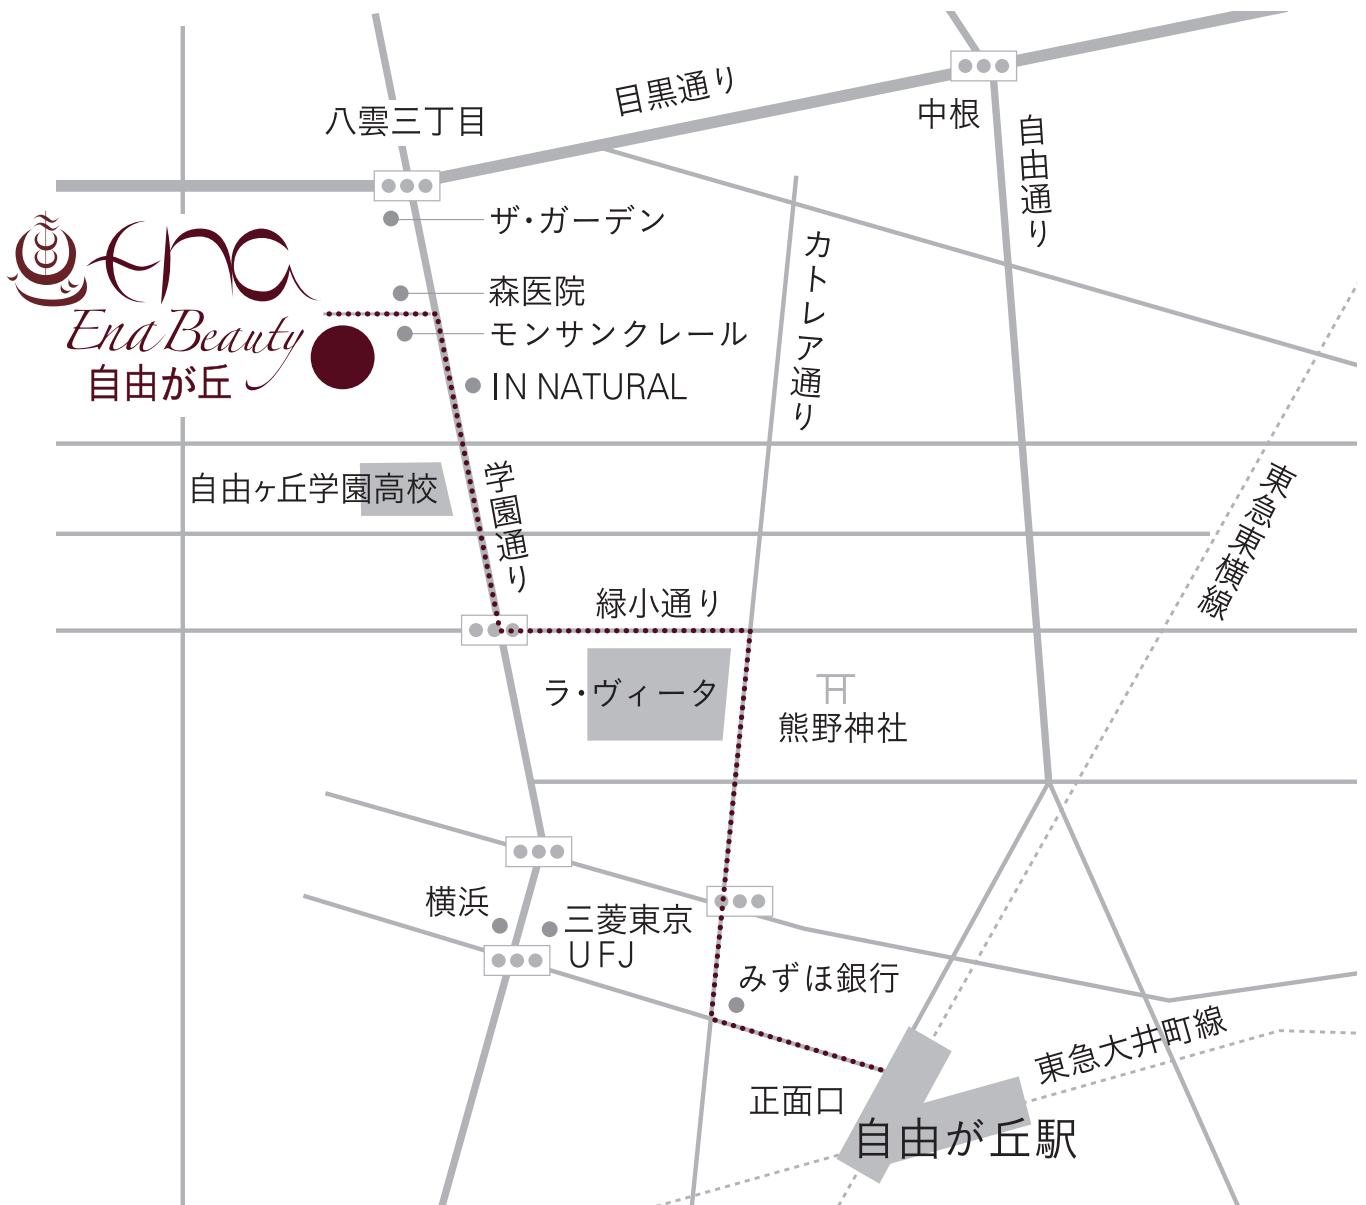 目黒通り
中根
八雲三丁目
自由通り
ザ・ガーデン
カトレア通り
ena
Ena Beauty
自由が丘
森医院
モンサンクレール
IN NATURAL
自由ヶ丘学園高校
学園通り
東急東横線
緑小通り
ラ・ヴィータ
熊野神社
横浜
三菱東京
UFJ
みずほ銀行
東急大井町線
正面口
自由が丘駅